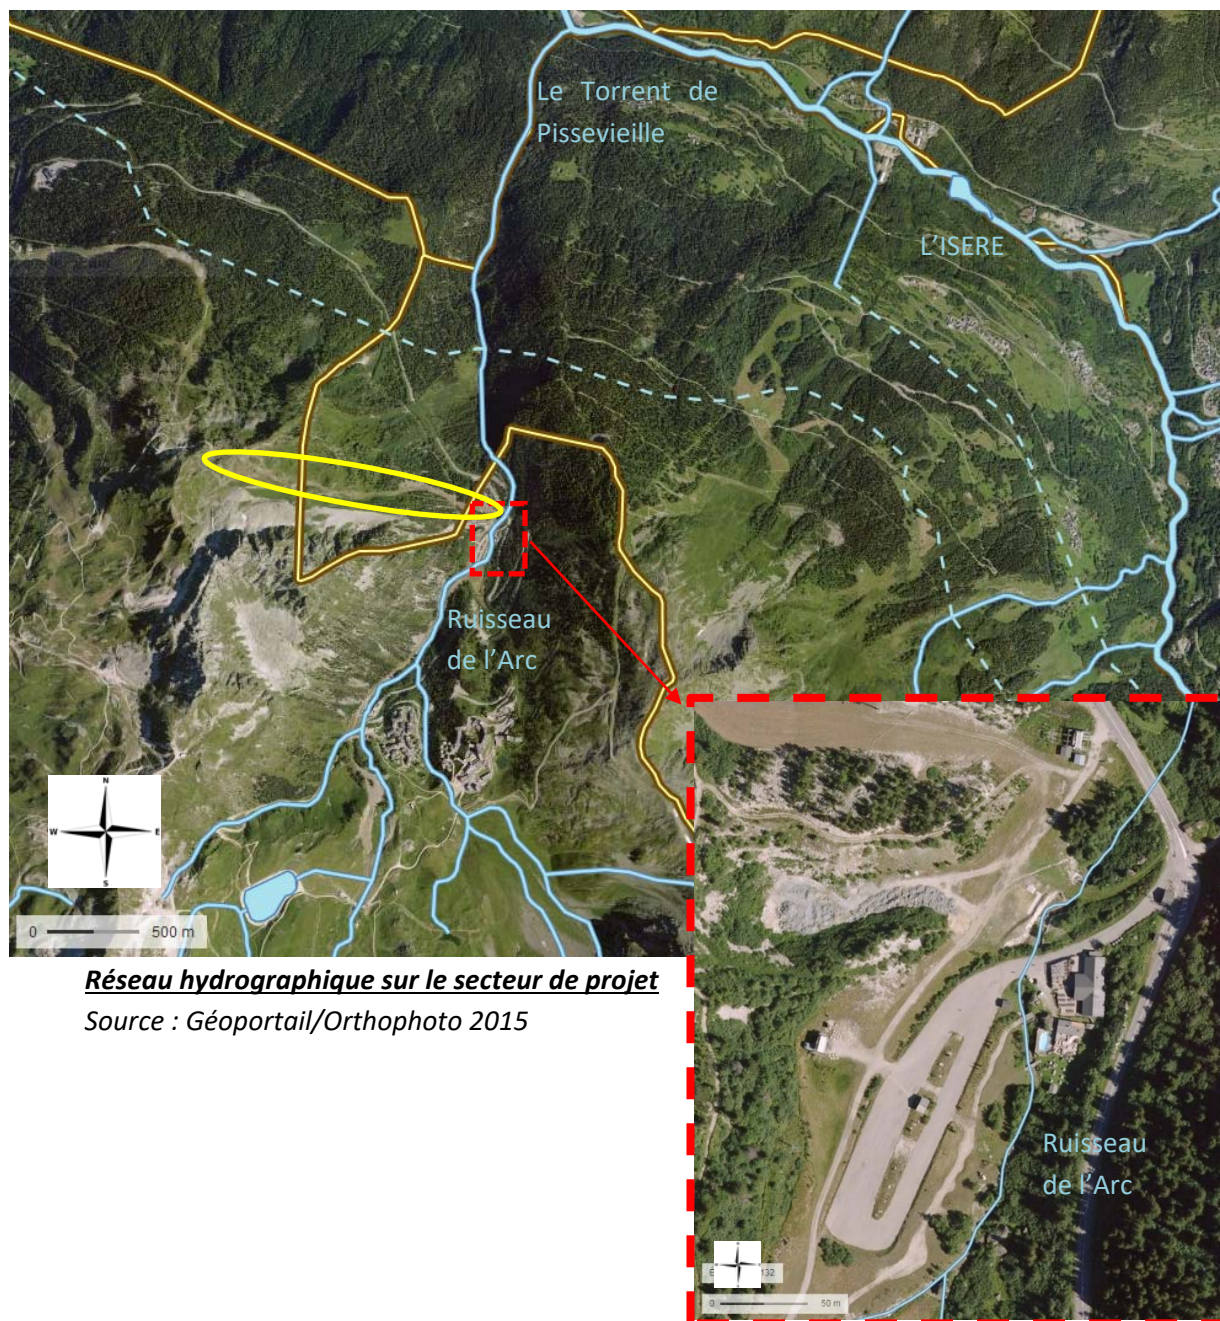 Le Torrent de
Pissevieille
L'ISERE
Ruisseau
de l'Arc
N
W E
S
0 500 m
Réseau hydrographique sur le secteur de projet
Source : Géoportail/Orthophoto 2015
Ruisseau
de l'Arc
0 50 m